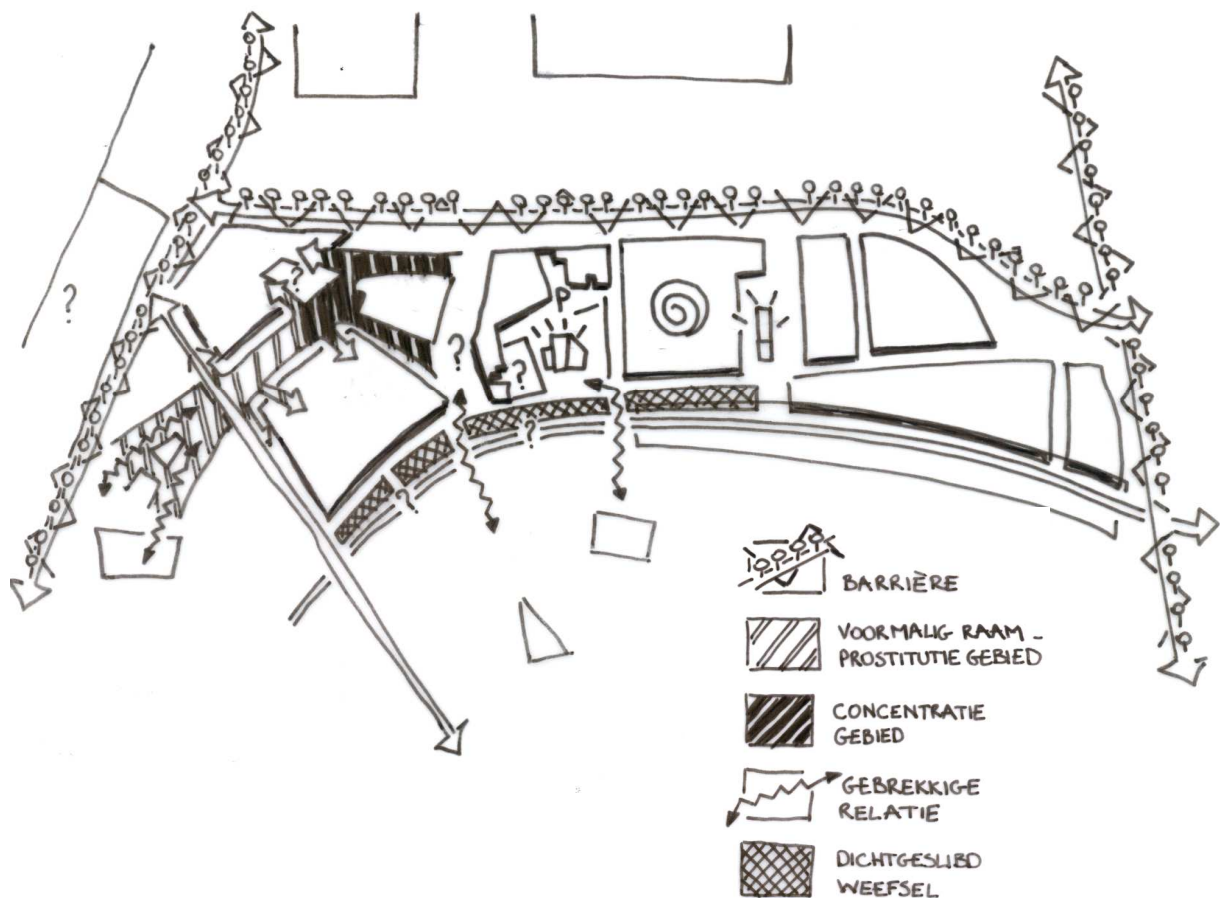 ?
?
?
P
?
?
?
BARRIÈRE
VOORMALIG RAAM-
PROSTITUTIE GEBIED
CONCENTRATIE
GEBIED
GEBREKKIGE
RELATIE
DICHTGESLIBD
WEEFSEL